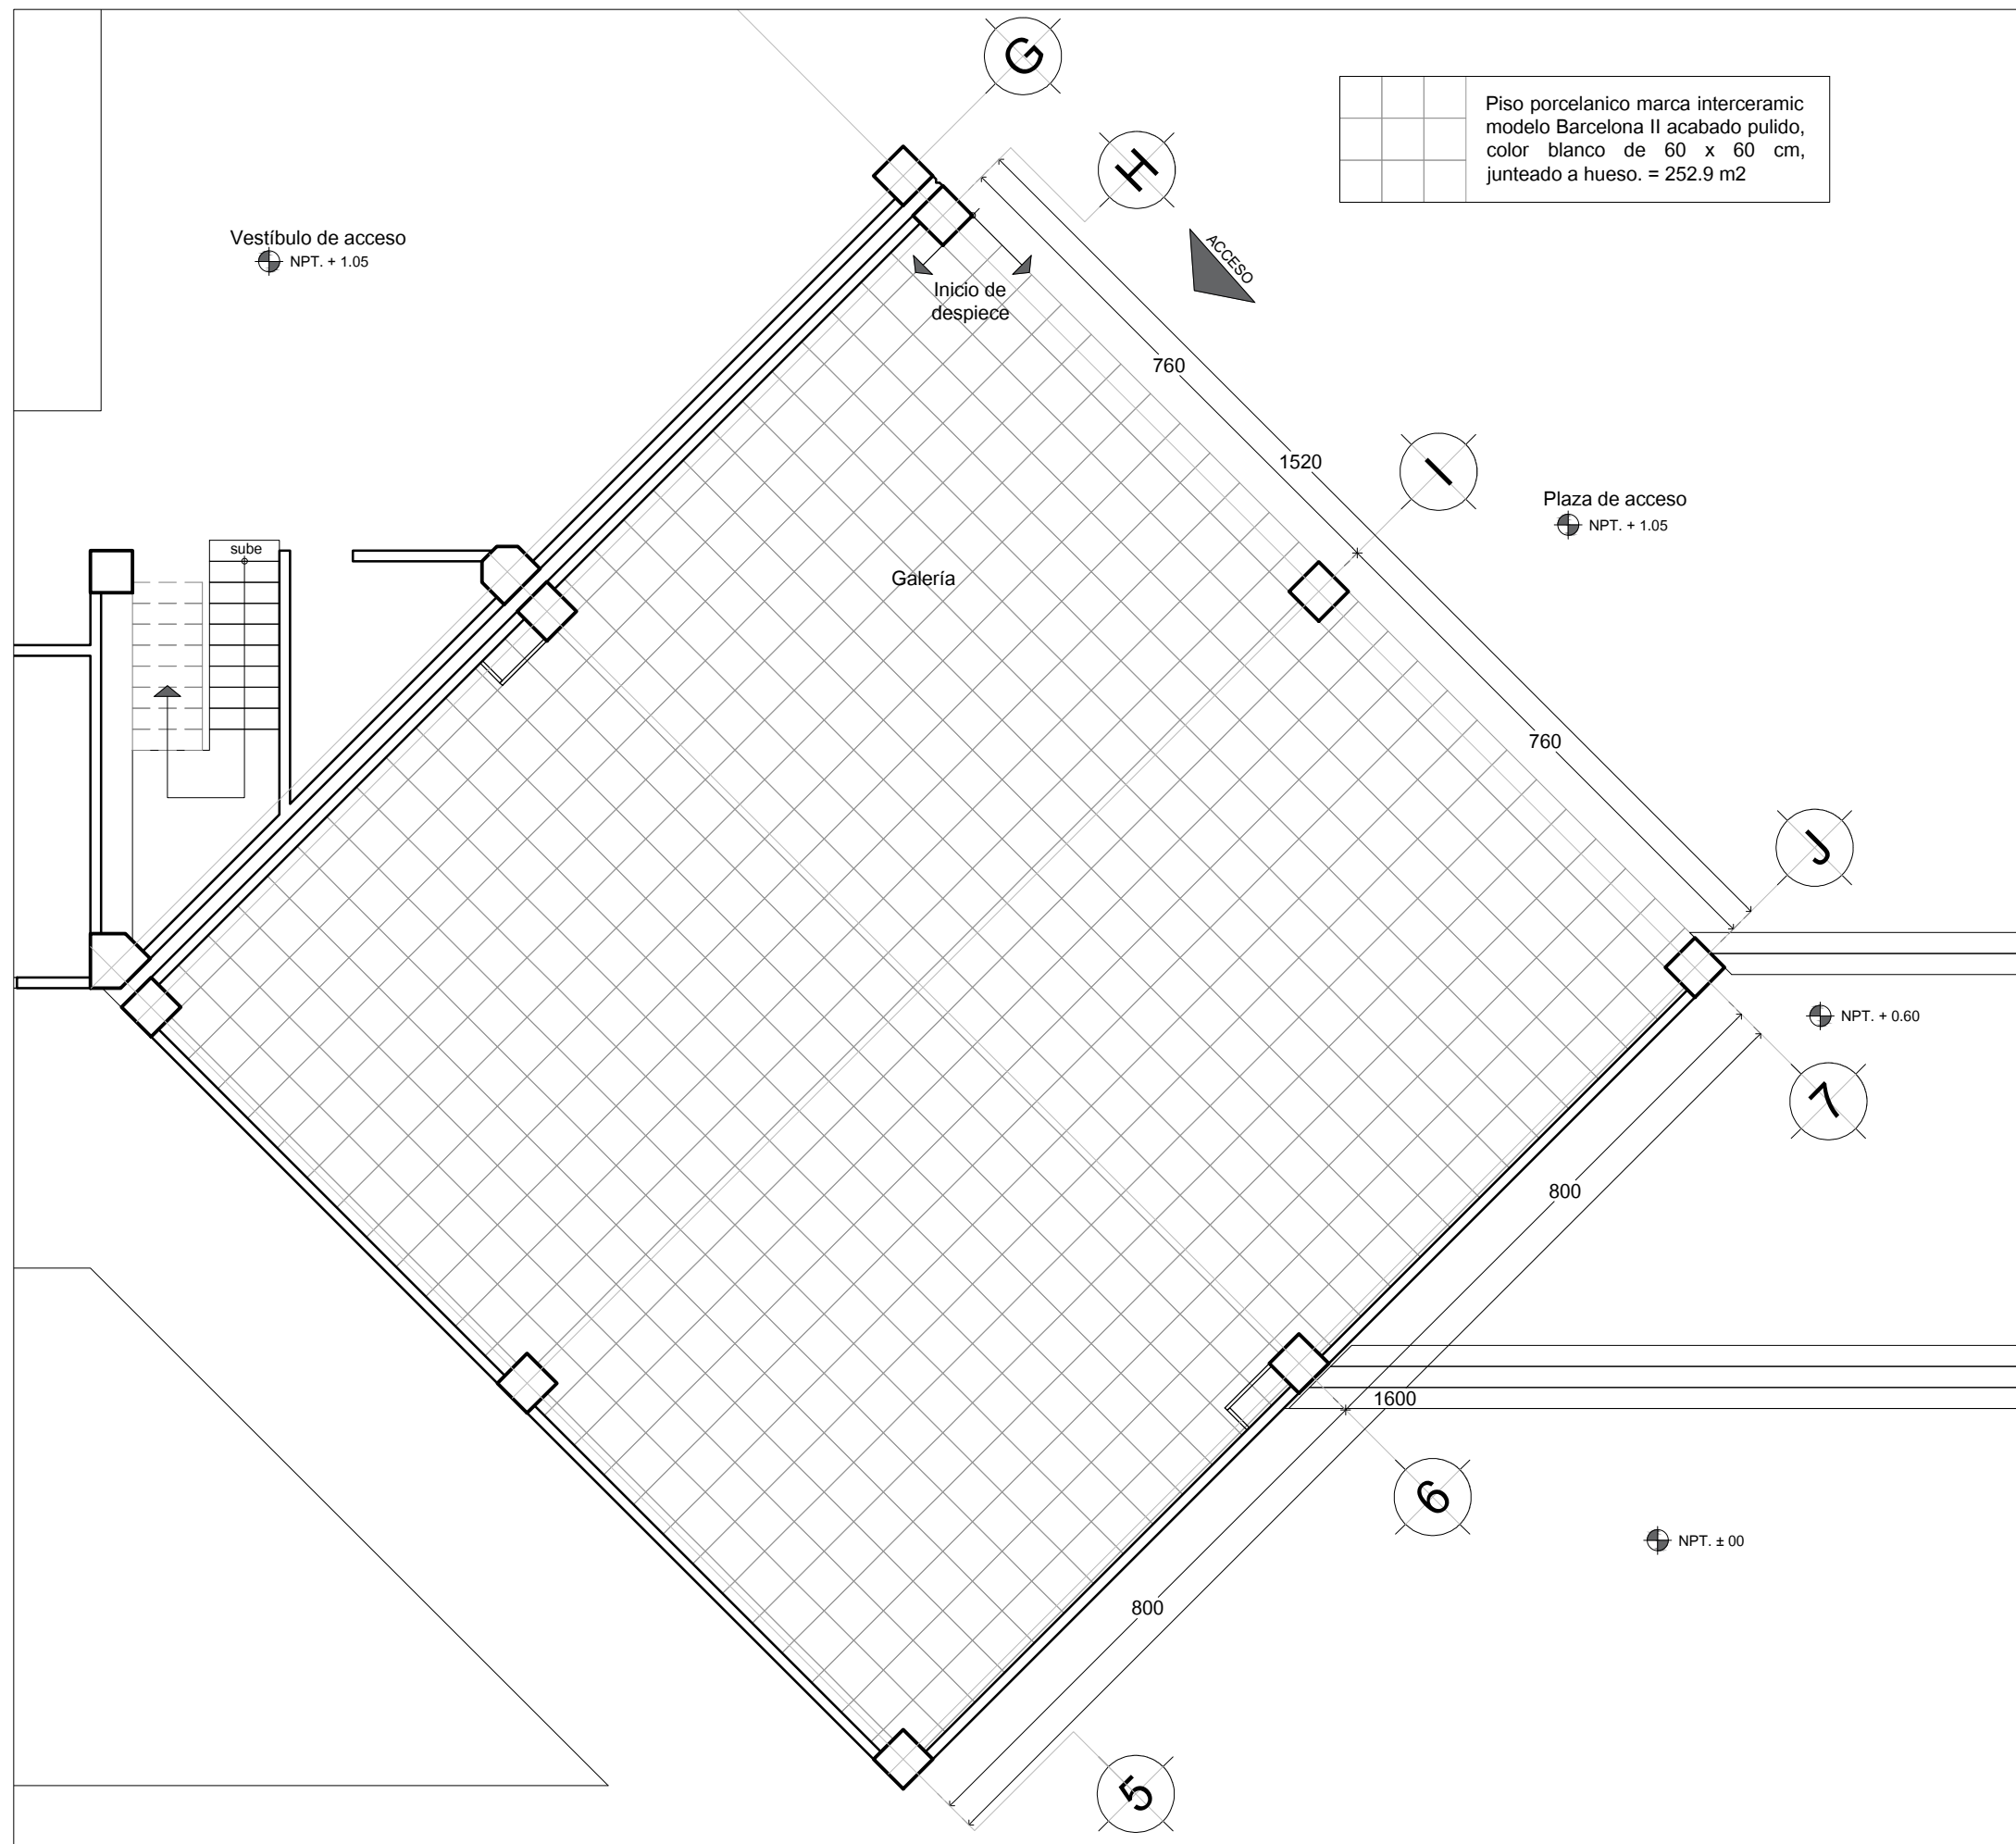 G
H
Piso porcelanico marca interceramic
modelo Barcelona II acabado pulido,
color blanco de 60 x 60 cm,
junteado a hueso. = 252.9 m2
Vestíbulo de acceso
NPT. + 1.05
ACCESO
Inicio de
despiece
760
1520
I
Plaza de acceso
NPT. + 1.05
sube
Galería
760
J
NPT. + 0.60
7
800
1600
6
NPT. ± 00
800
5